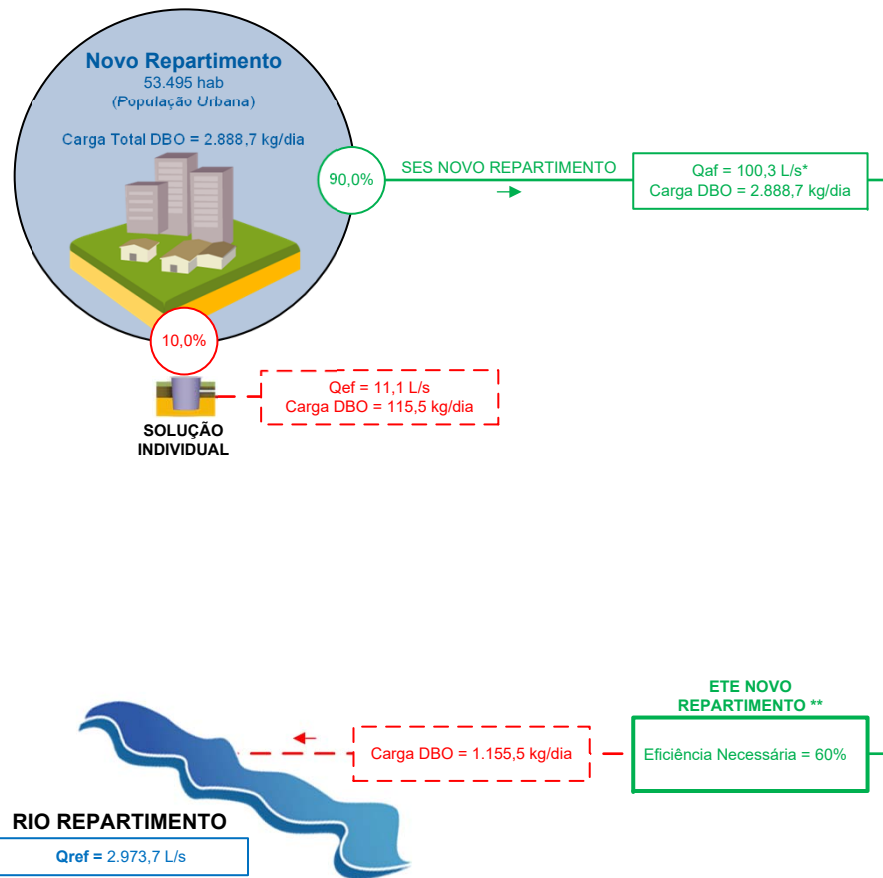 Novo Repartimento
53.495 hab
(População Urbana)
Carga Total DBO = 2.888,7 kg/dia
90,0%
SES NOVO REPARTIMENTO
Qaf = 100,3 L/s*
Carga DBO = 2.888,7 kg/dia
10,0%
Qef = 11,1 L/s
Carga DBO = 115,5 kg/dia
SOLUÇÃO
INDIVIDUAL
ETE NOVO
REPARTIMENTO **
Carga DBO = 1.155,5 kg/dia
Eficiência Necessária = 60%
RIO REPARTIMENTO
Qref = 2.973,7 L/s